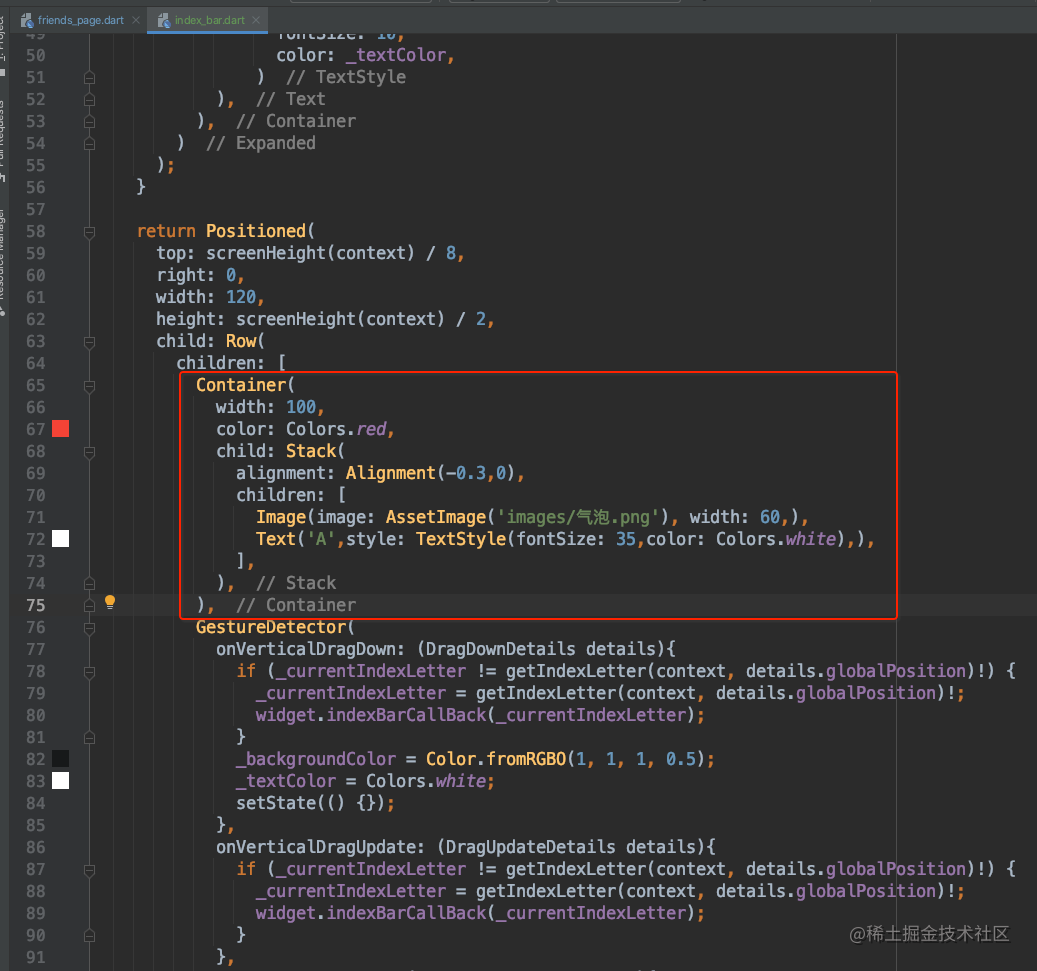 friends_page.dart
index_bar.dart
49 fontSize: 10,
50 color: _textColor,
51 ) // TextStyle
52 ), // Text
53 ), // Container
54 ) // Expanded
55 );
56 }
57
58 return Positioned(
59 top: screenHeight(context) / 8,
60 right: 0,
61 width: 120,
62 height: screenHeight(context) / 2,
63 child: Row(
64 children: [
65 Container(
66 width: 100,
67 color: Colors.red,
68 child: Stack(
69 alignment: Alignment(-0.3,0),
70 children: [
71 Image(image: AssetImage('images/气泡.png'), width: 60,),
72 Text('A',style: TextStyle(fontSize: 35,color: Colors.white),),
73 ],
74 ), // Stack
75 ), // Container
76 GestureDetector(
77 onVerticalDragDown: (DragDownDetails details){
78 if (_currentIndexLetter != getIndexLetter(context, details.globalPosition)!) {
79 _currentIndexLetter = getIndexLetter(context, details.globalPosition)!;
80 widget.indexBarCallBack(_currentIndexLetter);
81 }
82 _backgroundColor = Color.fromRGBO(1, 1, 1, 0.5);
83 _textColor = Colors.white;
84 setState(() {});
85 },
86 onVerticalDragUpdate: (DragUpdateDetails details){
87 if (_currentIndexLetter != getIndexLetter(context, details.globalPosition)!) {
88 _currentIndexLetter = getIndexLetter(context, details.globalPosition)!;
89 widget.indexBarCallBack(_currentIndexLetter);
90 }
91 },
@稀土掘金技术社区